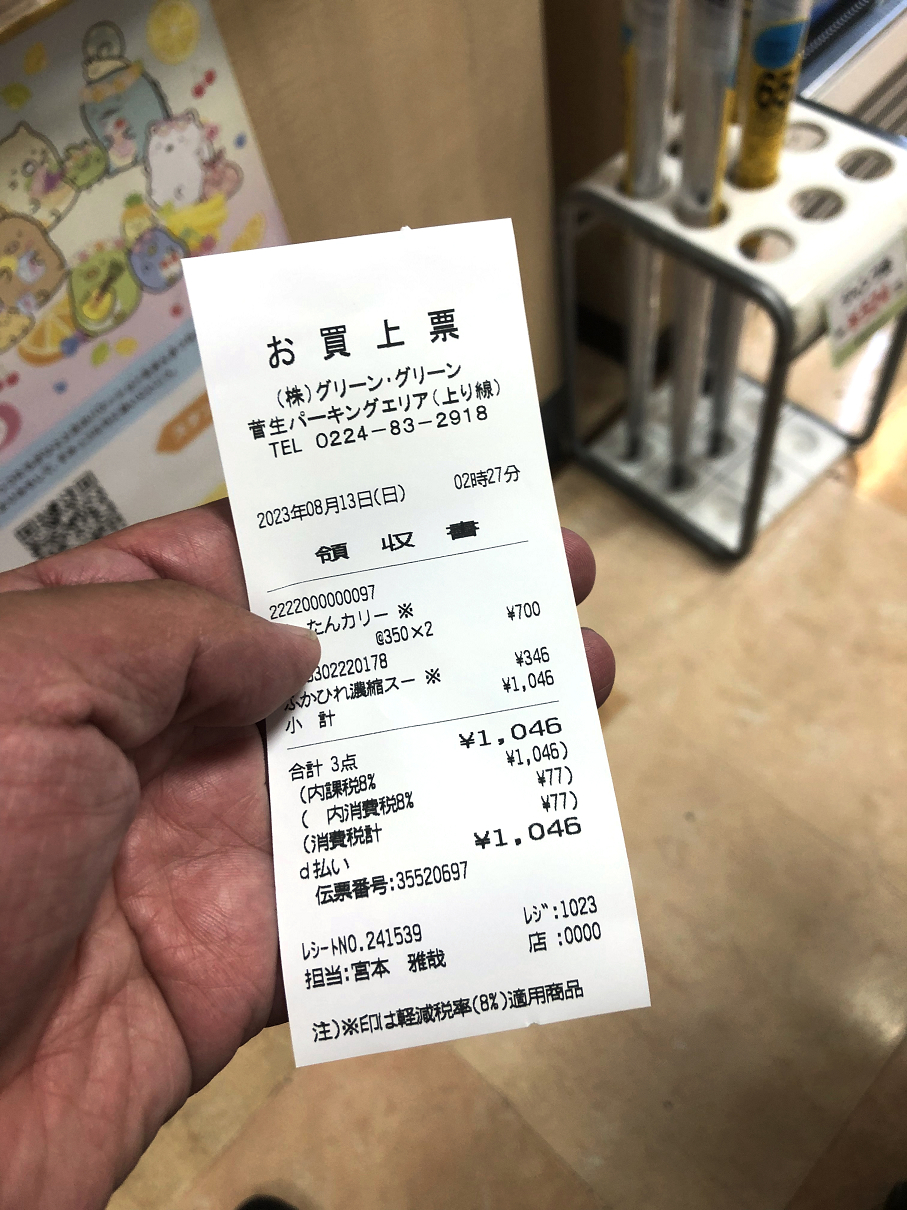 お買上票
(株)グリーン・グリーン
菅生パーキングエリア(上り線)
TEL 0224-83-2918
2023年08月13日(日) 02時27分
領収書
2222000000097
たんカリー ※ ¥700
@350×2
302220178 ¥346
ふかひれ濃縮スー ※ ¥1,046
小 計
合計 3点 ¥1,046
(内課税8% ¥1,046)
( 内消費税8% ¥77)
(消費税計 ¥77)
d払い ¥1,046
伝票番号:35520697
レシートNO.241539 レジ:1023
担当:宮本 雅哉 店 :0000
注)※印は軽減税率(8%)適用商品
65